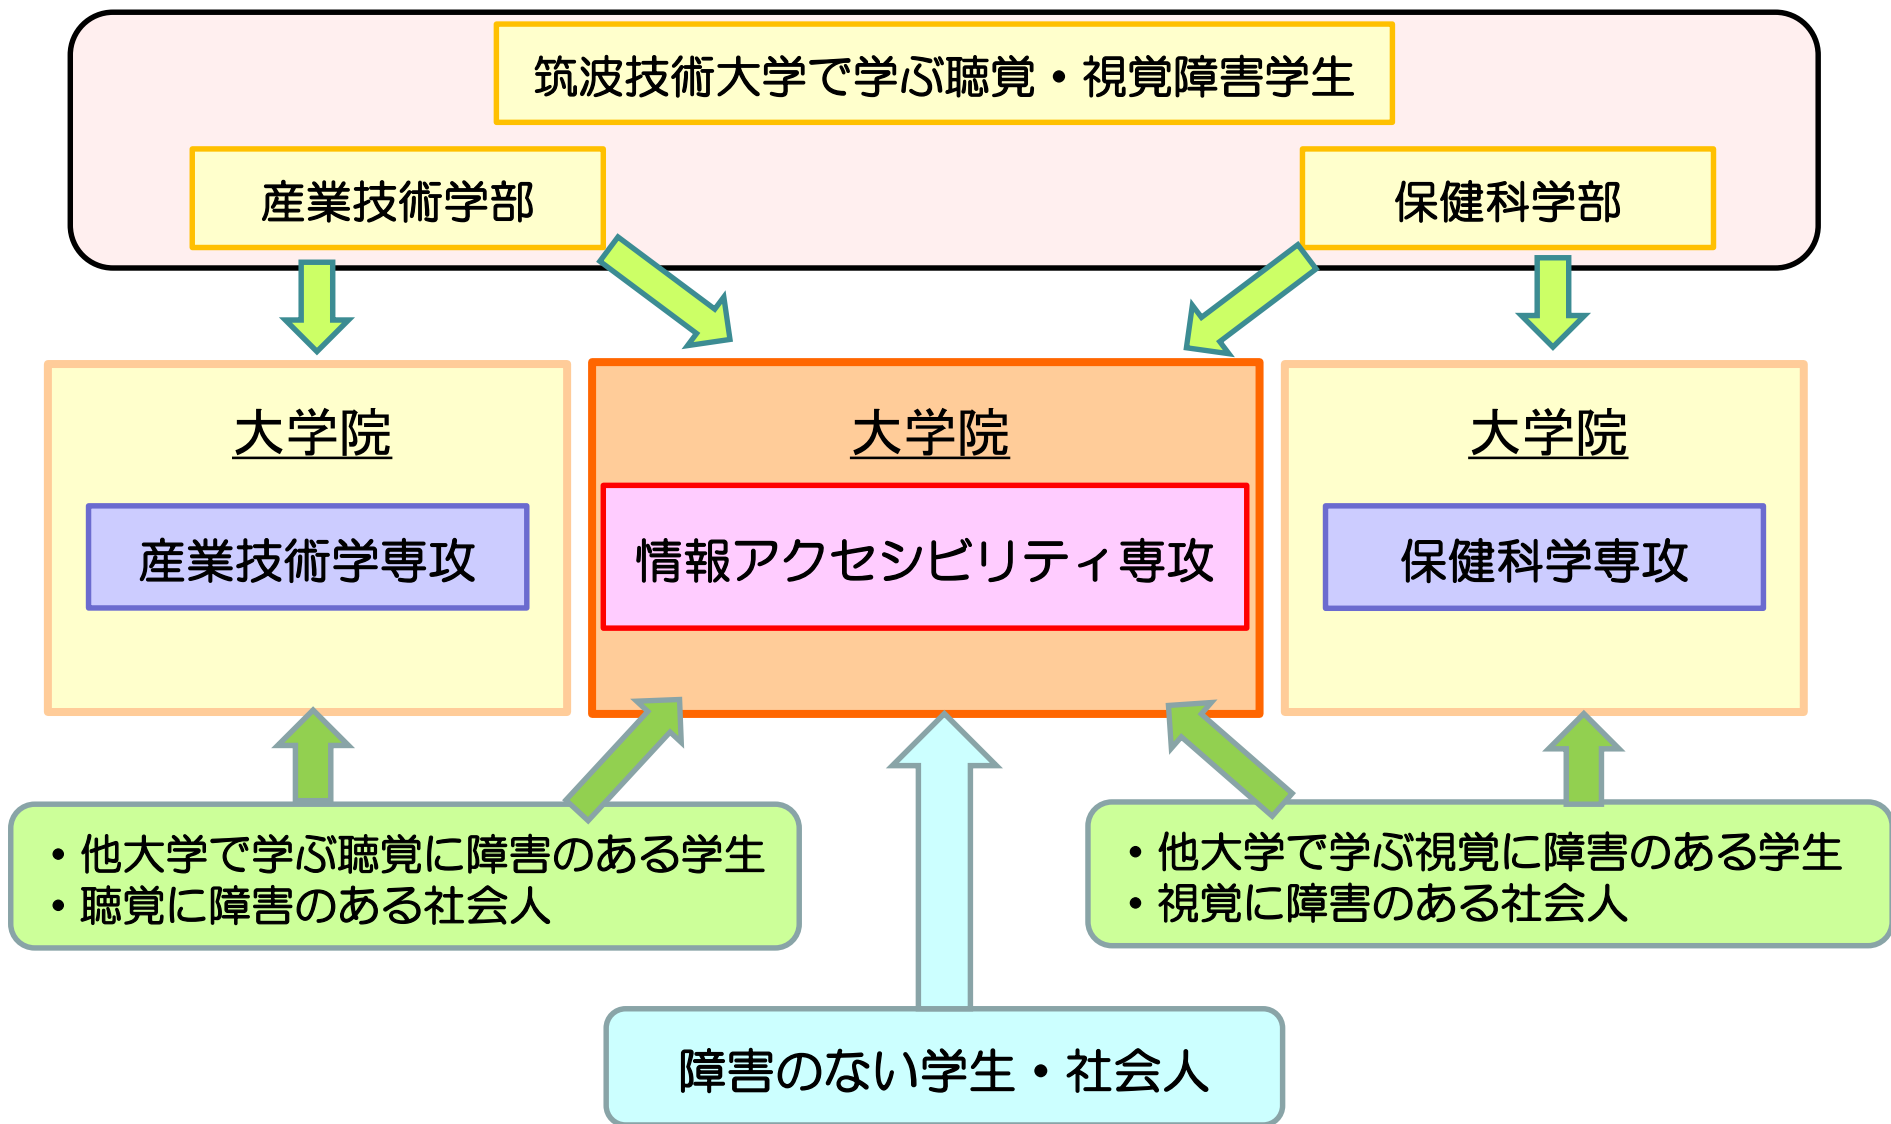 筑波技術大学で学ぶ聴覚・視覚障害学生
産業技術学部
保健科学部
大学院
産業技術学専攻
大学院
情報アクセシビリティ専攻
大学院
保健科学専攻
・他大学で学ぶ聴覚に障害のある学生
・聴覚に障害のある社会人
・他大学で学ぶ視覚に障害のある学生
・視覚に障害のある社会人
障害のない学生・社会人